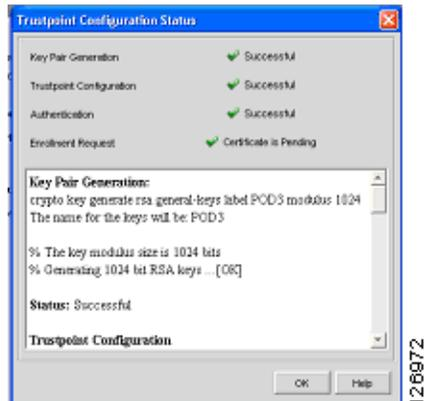 Trustpoint Configuration Status
Key Pair Generation Successful
Trustpoint Configuration Successful
Authentication Successful
Enrollment Request Certificate is Pending
Key Pair Generation:
crypto key generate rsa general-keys label POD3 modulus 1024
The name for the keys will be: POD3
% The key modulus size is 1024 bits
% Generating 1024 bit RSA keys ...[OK]
Status: Successful
Trustpoint Configuration
OK Help
126972